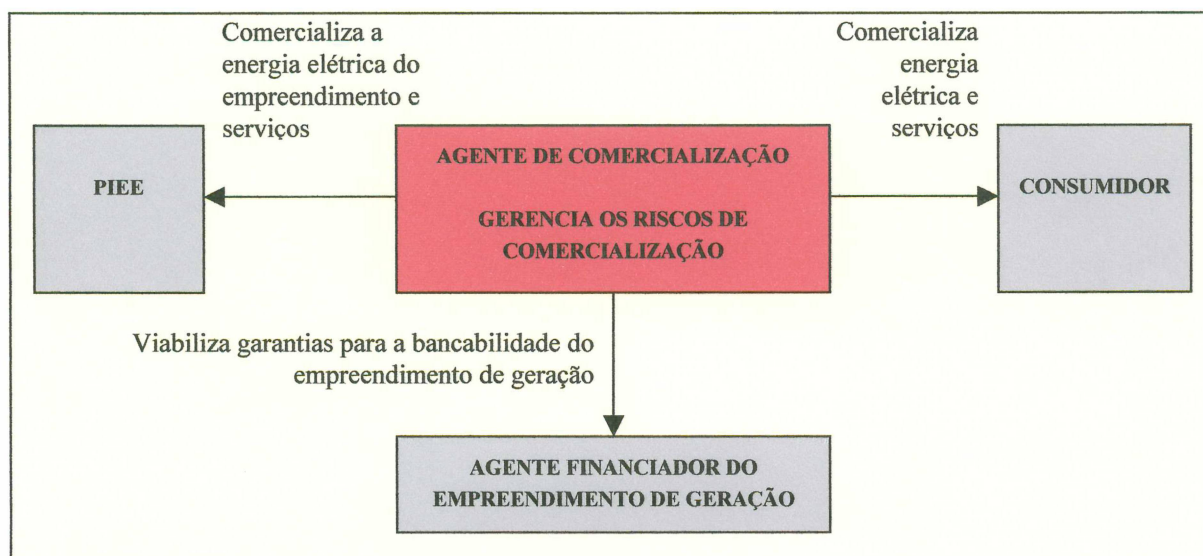 Comercializa a
energia elétrica do
empreendimento e
serviços
Comercializa
energia
elétrica e
serviços
PIEE
AGENTE DE COMERCIALIZAÇÃO
GERENCIA OS RISCOS DE
COMERCIALIZAÇÃO
CONSUMIDOR
Viabiliza garantias para a bancabilidade do
empreendimento de geração
AGENTE FINANCIADOR DO
EMPREENDIMENTO DE GERAÇÃO